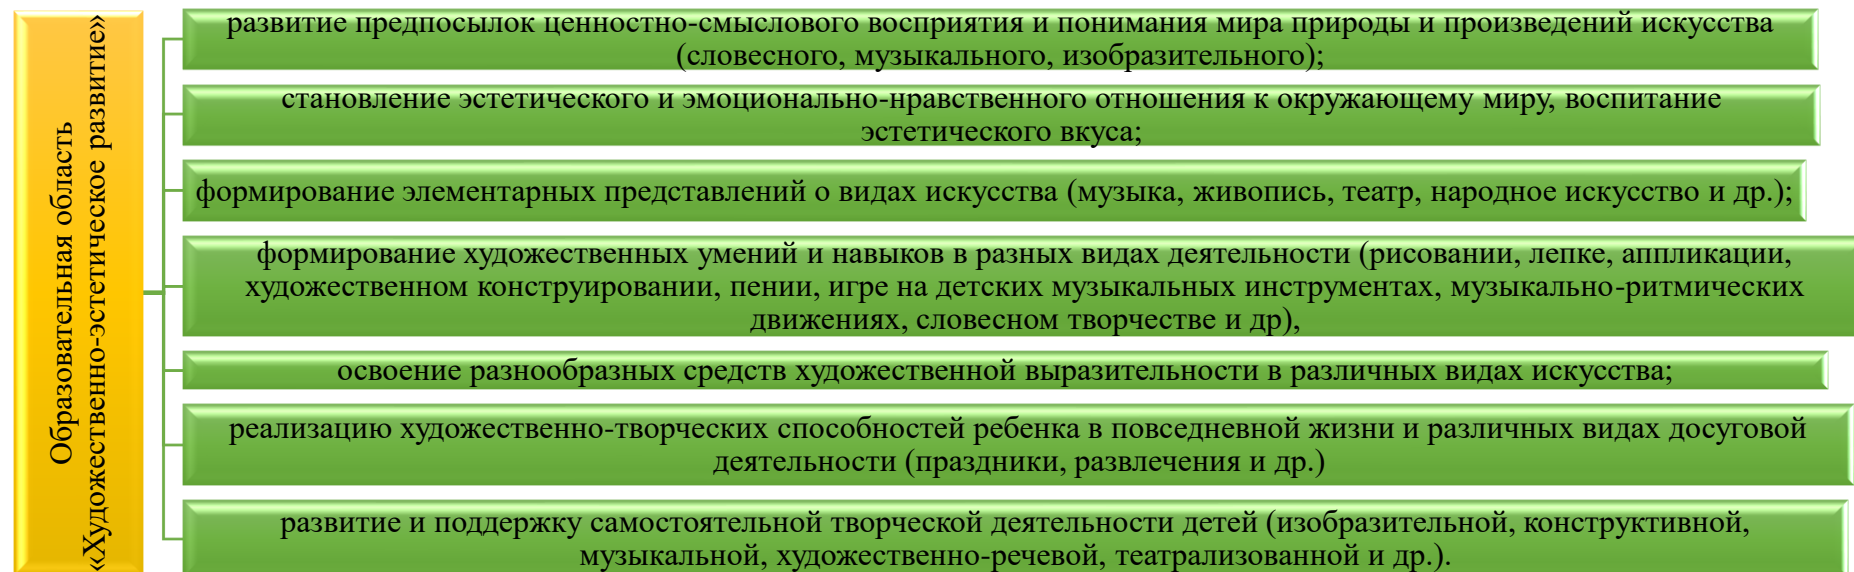 Образовательная область
«Художественно-эстетическое развитие»
развитие предпосылок ценностно-смыслового восприятия и понимания мира природы и произведений искусства
(словесного, музыкального, изобразительного);
становление эстетического и эмоционально-нравственного отношения к окружающему миру, воспитание
эстетического вкуса;
формирование элементарных представлений о видах искусства (музыка, живопись, театр, народное искусство и др.);
формирование художественных умений и навыков в разных видах деятельности (рисовании, лепке, аппликации,
художественном конструировании, пении, игре на детских музыкальных инструментах, музыкально-ритмических
движениях, словесном творчестве и др),
освоение разнообразных средств художественной выразительности в различных видах искусства;
реализацию художественно-творческих способностей ребенка в повседневной жизни и различных видах досуговой
деятельности (праздники, развлечения и др.)
развитие и поддержку самостоятельной творческой деятельности детей (изобразительной, конструктивной,
музыкальной, художественно-речевой, театрализованной и др.).